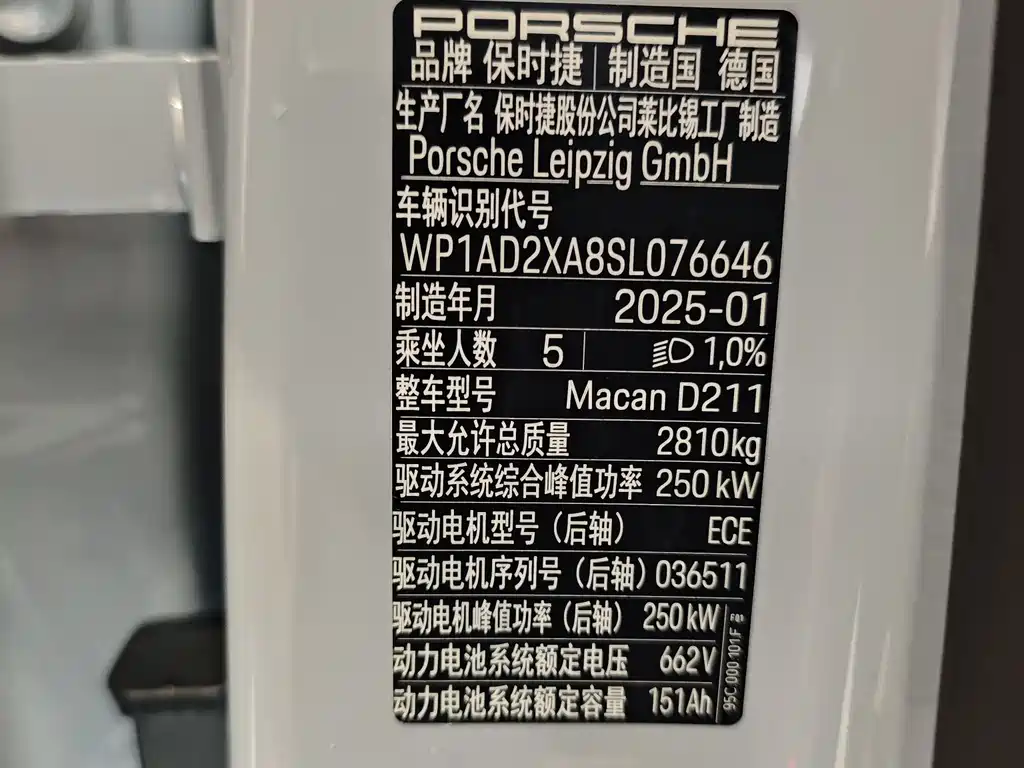 PORSCHE
品牌 保时捷 制造国 德国
生产厂名 保时捷股份公司莱比锡工厂制造
Porsche Leipzig GmbH
车辆识别代号
WP1AD2XA8SL076646
制造年月 2025-01
乘坐人数 5 1,0%
整车型号 Macan D211
最大允许总质量 2810kg
驱动系统综合峰值功率 250 kW
驱动电机型号（后轴） ECE
驱动电机序列号（后轴） 036511
驱动电机峰值功率（后轴） 250 kW
动力电池系统额定电压 662V
动力电池系统额定容量 151Ah
95C 000 101 F